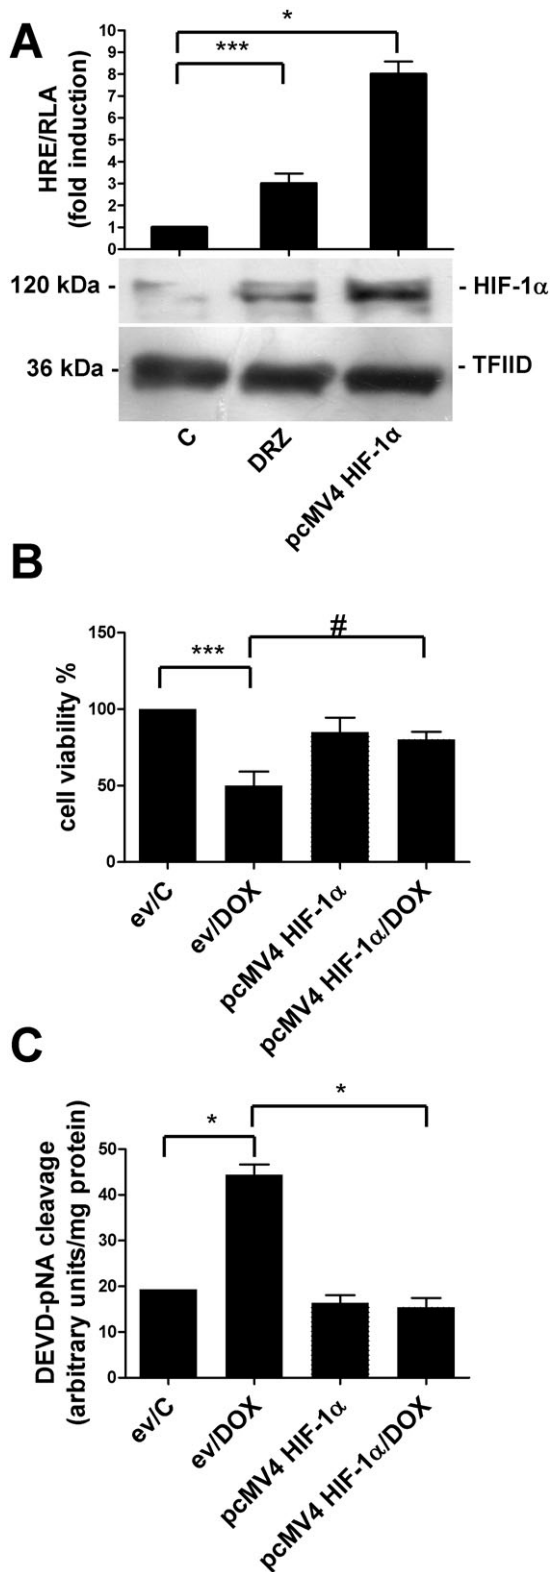 A
*
***
HRE/RLA
(fold induction)
10
9
8
7
6
5
4
3
2
1
0
120 kDa -
- HIF-1α
36 kDa -
- TFIID
C
DRZ
pcMV4 HIF-1α
B
#
***
cell viability %
150
100
50
0
ev/C
ev/DOX
pcMV4 HIF-1α
pcMV4 HIF-1α/DOX
C
*
*
DEVD-pNA cleavage
(arbitrary units/mg protein)
50
40
30
20
10
0
ev/C
ev/DOX
pcMV4 HIF-1α
pcMV4 HIF-1α/DOX